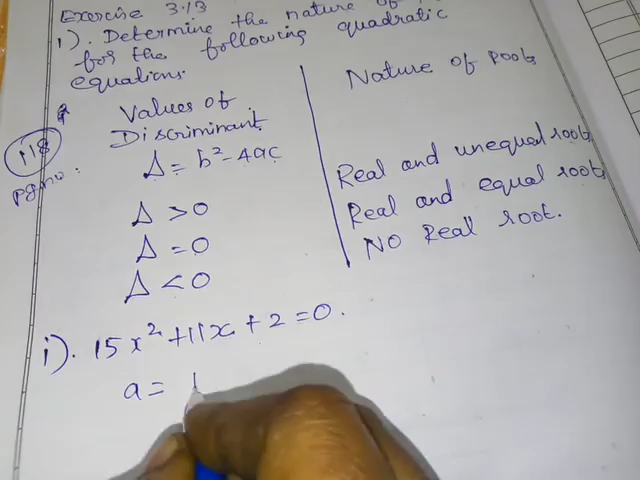 Exercise 3.13
1). Determine the nature of
for the following quadratic
equations.
Values of Discriminant.
Nature of roots
118
pg.no.
Δ = b² - 4ac
Δ > 0
Real and unequal roots
Δ = 0
Real and equal roots
Δ < 0
NO Real root.
i). 15x² + 11x + 2 = 0.
a = 1